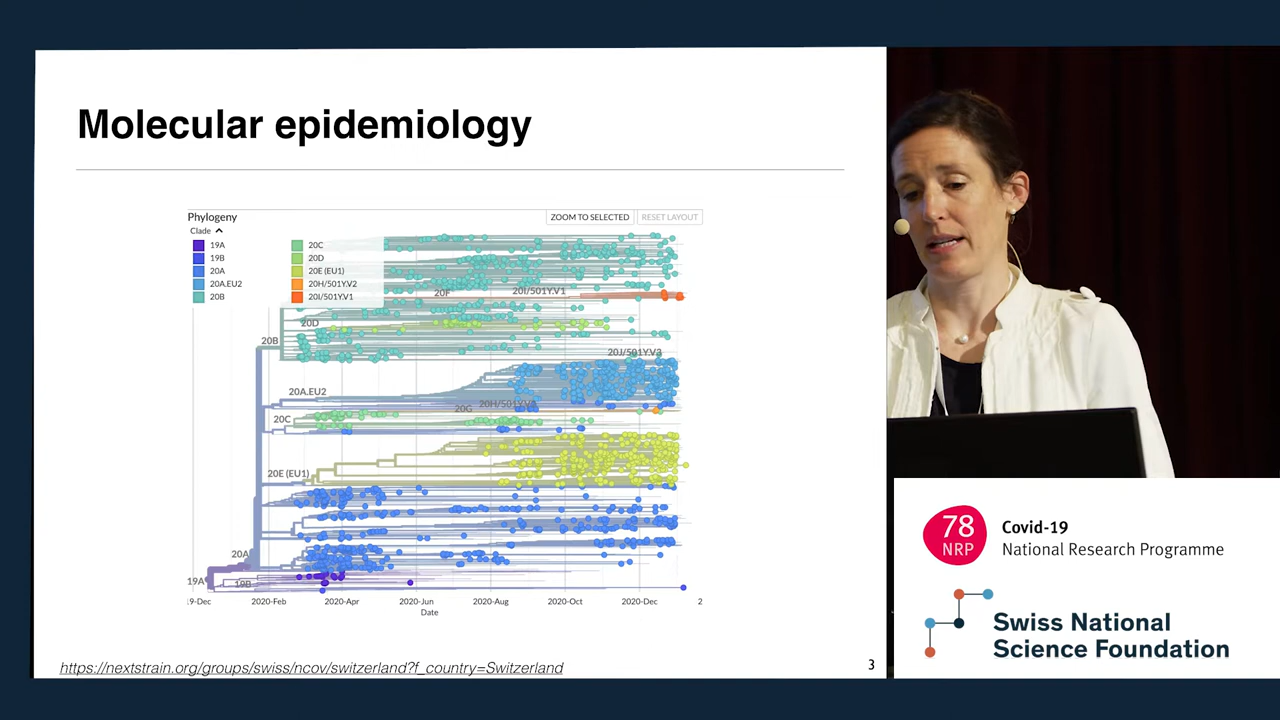 Molecular epidemiology
Phylogeny
ZOOM TO SELECTED
RESET LAYOUT
Clade
19A
19B
20A
20A.EU2
20B
20C
20D
20E (EU1)
20H/501Y.V2
20I/501Y.V1
20F
20I/501Y.V1
20D
20B
20J/501Y.V3
20A.EU2
20G
20C
20E (EU1)
20A
19A
19B
2020-Feb
2020-Apr
2020-Jun
2020-Aug
2020-Oct
2020-Dec
2
Date
https://nextstrain.org/groups/swiss/ncov/switzerland?f_country=Switzerland
3
78
NRP
Covid-19
National Research Programme
Swiss National
Science Foundation